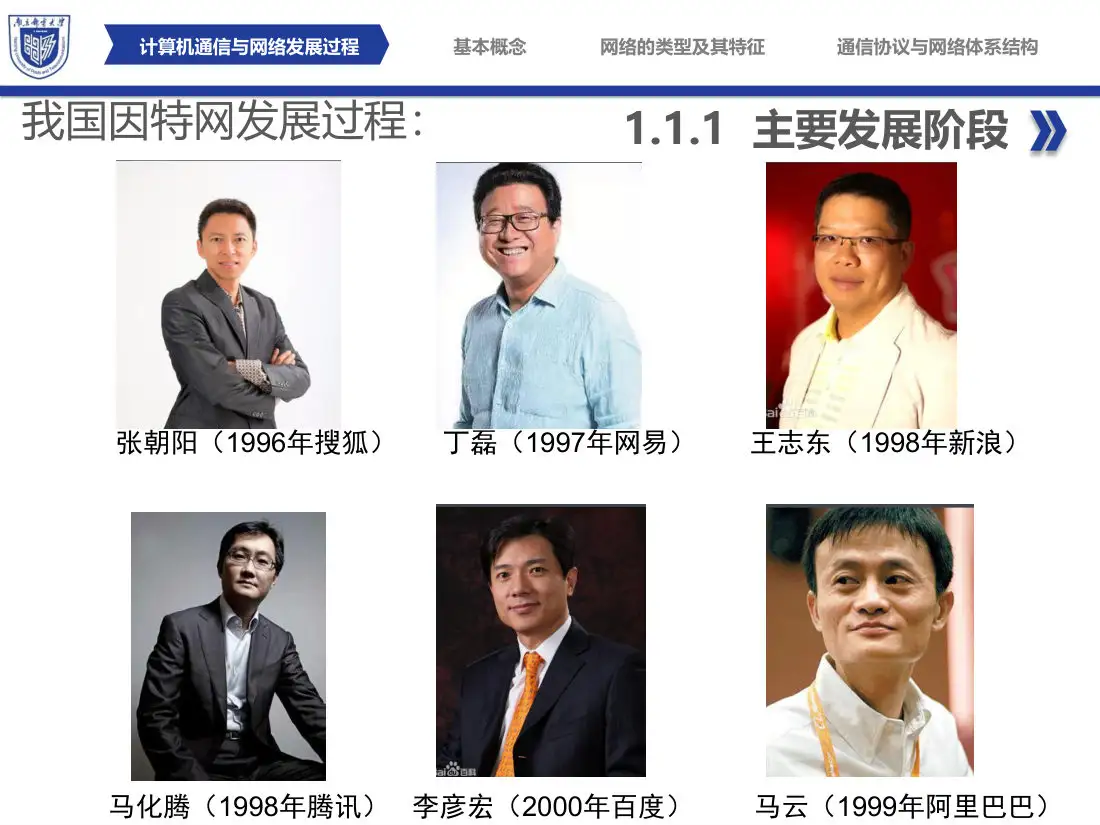 南京邮电大学
计算机通信与网络发展过程
基本概念
网络的类型及其特征
通信协议与网络体系结构
我国因特网发展过程：
1.1.1 主要发展阶段
张朝阳（1996年搜狐）
丁磊（1997年网易）
王志东（1998年新浪）
马化腾（1998年腾讯）
李彦宏（2000年百度）
马云（1999年阿里巴巴）